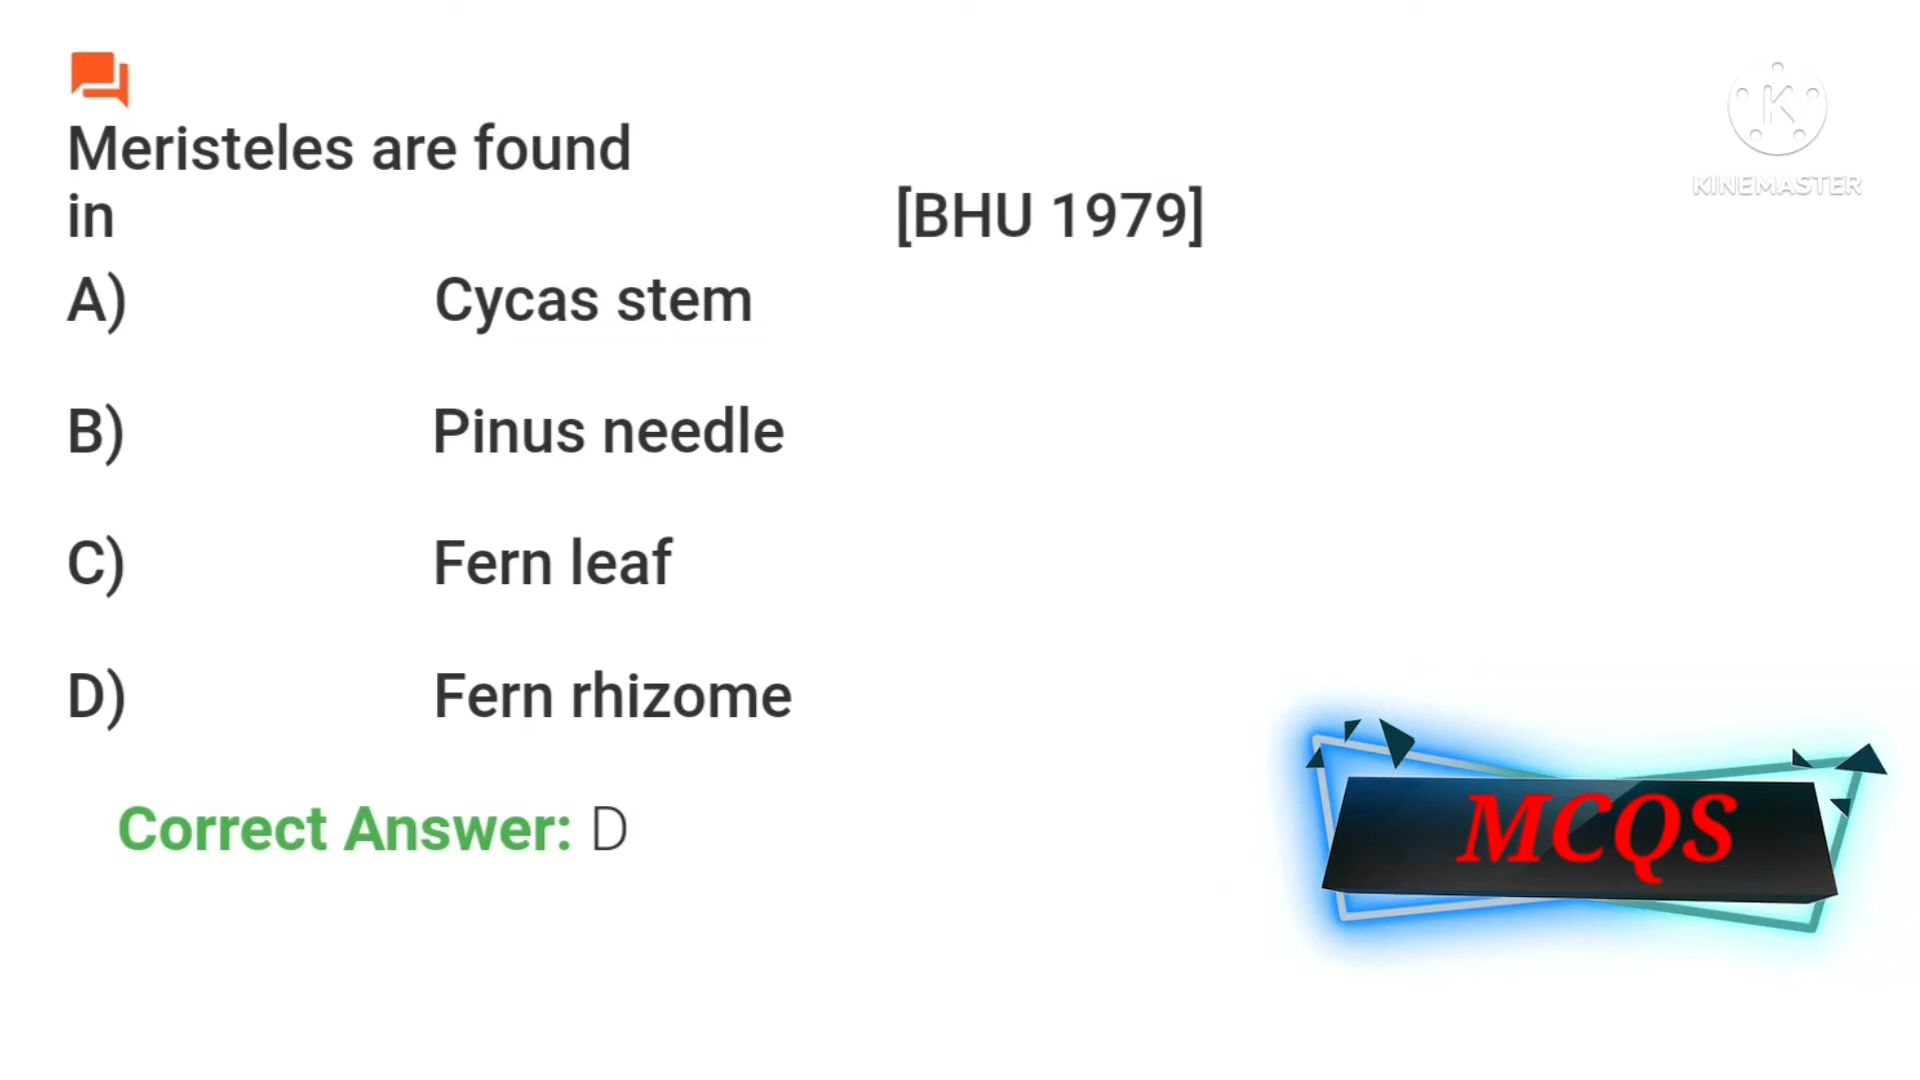 Meristeles are found
in [BHU 1979]
A) Cycas stem
B) Pinus needle
C) Fern leaf
D) Fern rhizome
Correct Answer: D
K
KINEMASTER
MCQS